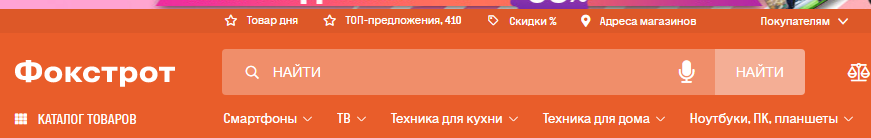 Товар дня ТОП-предложения, 410 Скидки % Адреса магазинов Покупателям
Фокстрот НАЙТИ НАЙТИ
КАТАЛОГ ТОВАРОВ Смартфоны ТВ Техника для кухни Техника для дома Ноутбуки, ПК, планшеты